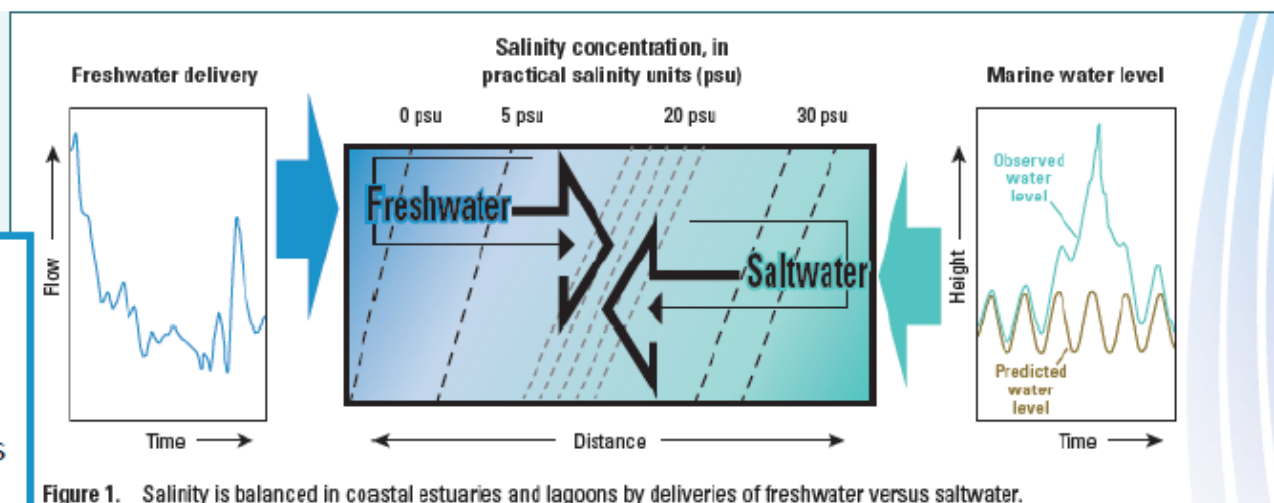 Salinity concentration, in
practical salinity units (psu)
Freshwater delivery
Marine water level
0 psu
5 psu
20 psu
30 psu
Flow
Time
Freshwater
Saltwater
Distance
Height
Observed
water
level
Predicted
water
level
Time
s
Figure 1. Salinity is balanced in coastal estuaries and lagoons by deliveries of freshwater versus saltwater.